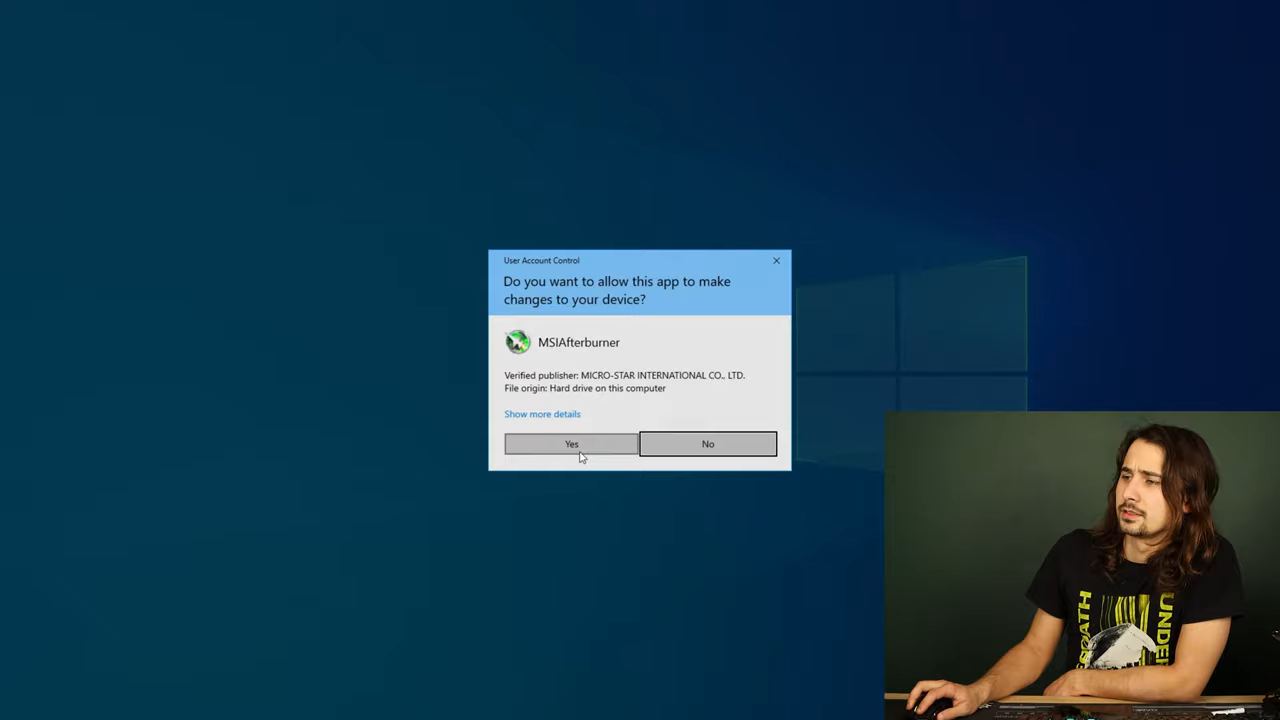 User Account Control
Do you want to allow this app to make
changes to your device?
MSIAfterburner
Verified publisher: MICRO-STAR INTERNATIONAL CO., LTD.
File origin: Hard drive on this computer
Show more details
Yes
No
UNDER